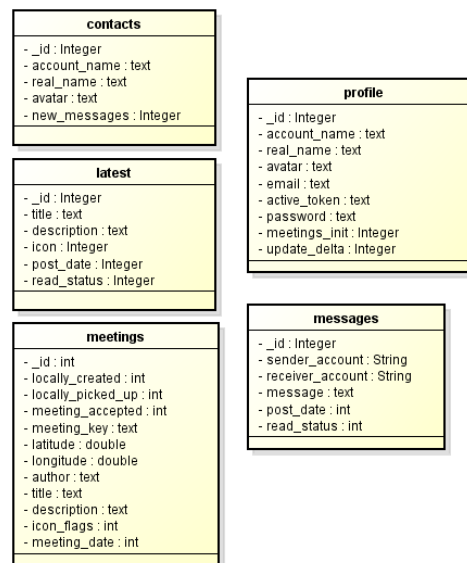 contacts
- _id : Integer
- account_name : text
- real_name : text
- avatar : text
- new_messages : Integer
latest
- _id : Integer
- title : text
- description : text
- icon : Integer
- post_date : Integer
- read_status : Integer
meetings
- _id : int
- locally_created : int
- locally_picked_up : int
- meeting_accepted : int
- meeting_key : text
- latitude : double
- longitude : double
- author : text
- title : text
- description : text
- icon_flags : int
- meeting_date : int
profile
- _id : Integer
- account_name : text
- real_name : text
- avatar : text
- email : text
- active_token : text
- password : text
- meetings_init : Integer
- update_delta : Integer
messages
- _id : Integer
- sender_account : String
- receiver_account : String
- message : text
- post_date : int
- read_status : int